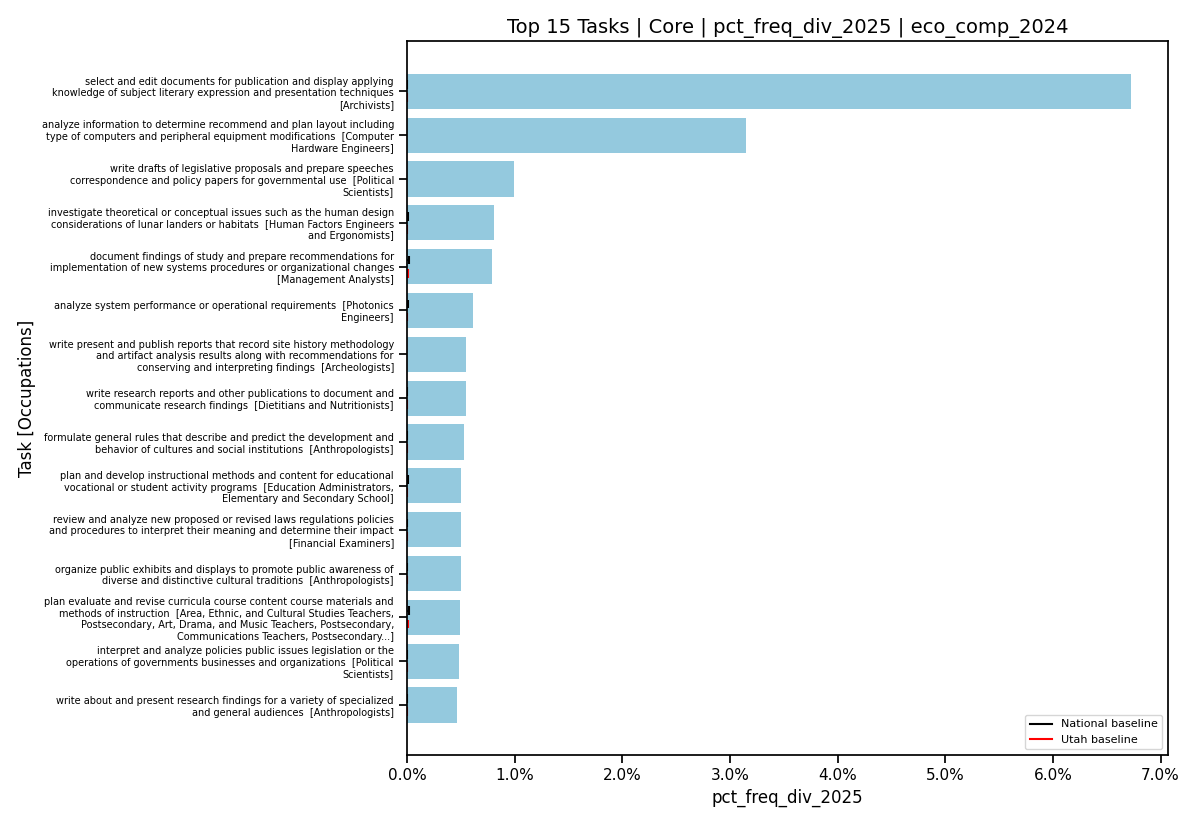 Top 15 Tasks | Core | pct_freq_div_2025 | eco_comp_2024
Task [Occupations]
select and edit documents for publication and display applying
knowledge of subject literary expression and presentation techniques
[Archivists]
analyze information to determine recommend and plan layout including
type of computers and peripheral equipment modifications [Computer
Hardware Engineers]
write drafts of legislative proposals and prepare speeches
correspondence and policy papers for governmental use [Political
Scientists]
investigate theoretical or conceptual issues such as the human design
considerations of lunar landers or habitats [Human Factors Engineers
and Ergonomists]
document findings of study and prepare recommendations for
implementation of new systems procedures or organizational changes
[Management Analysts]
analyze system performance or operational requirements [Photonics
Engineers]
write present and publish reports that record site history methodology
and artifact analysis results along with recommendations for
conserving and interpreting findings [Archeologists]
write research reports and other publications to document and
communicate research findings [Dietitians and Nutritionists]
formulate general rules that describe and predict the development and
behavior of cultures and social institutions [Anthropologists]
plan and develop instructional methods and content for educational
vocational or student activity programs [Education Administrators,
Elementary and Secondary School]
review and analyze new proposed or revised laws regulations policies
and procedures to interpret their meaning and determine their impact
[Financial Examiners]
organize public exhibits and displays to promote public awareness of
diverse and distinctive cultural traditions [Anthropologists]
plan evaluate and revise curricula course content course materials and
methods of instruction [Area, Ethnic, and Cultural Studies Teachers,
Postsecondary, Art, Drama, and Music Teachers, Postsecondary,
Communications Teachers, Postsecondary...]
interpret and analyze policies public issues legislation or the
operations of governments businesses and organizations [Political
Scientists]
write about and present research findings for a variety of specialized
and general audiences [Anthropologists]
National baseline
Utah baseline
0.0% 1.0% 2.0% 3.0% 4.0% 5.0% 6.0% 7.0%
pct_freq_div_2025